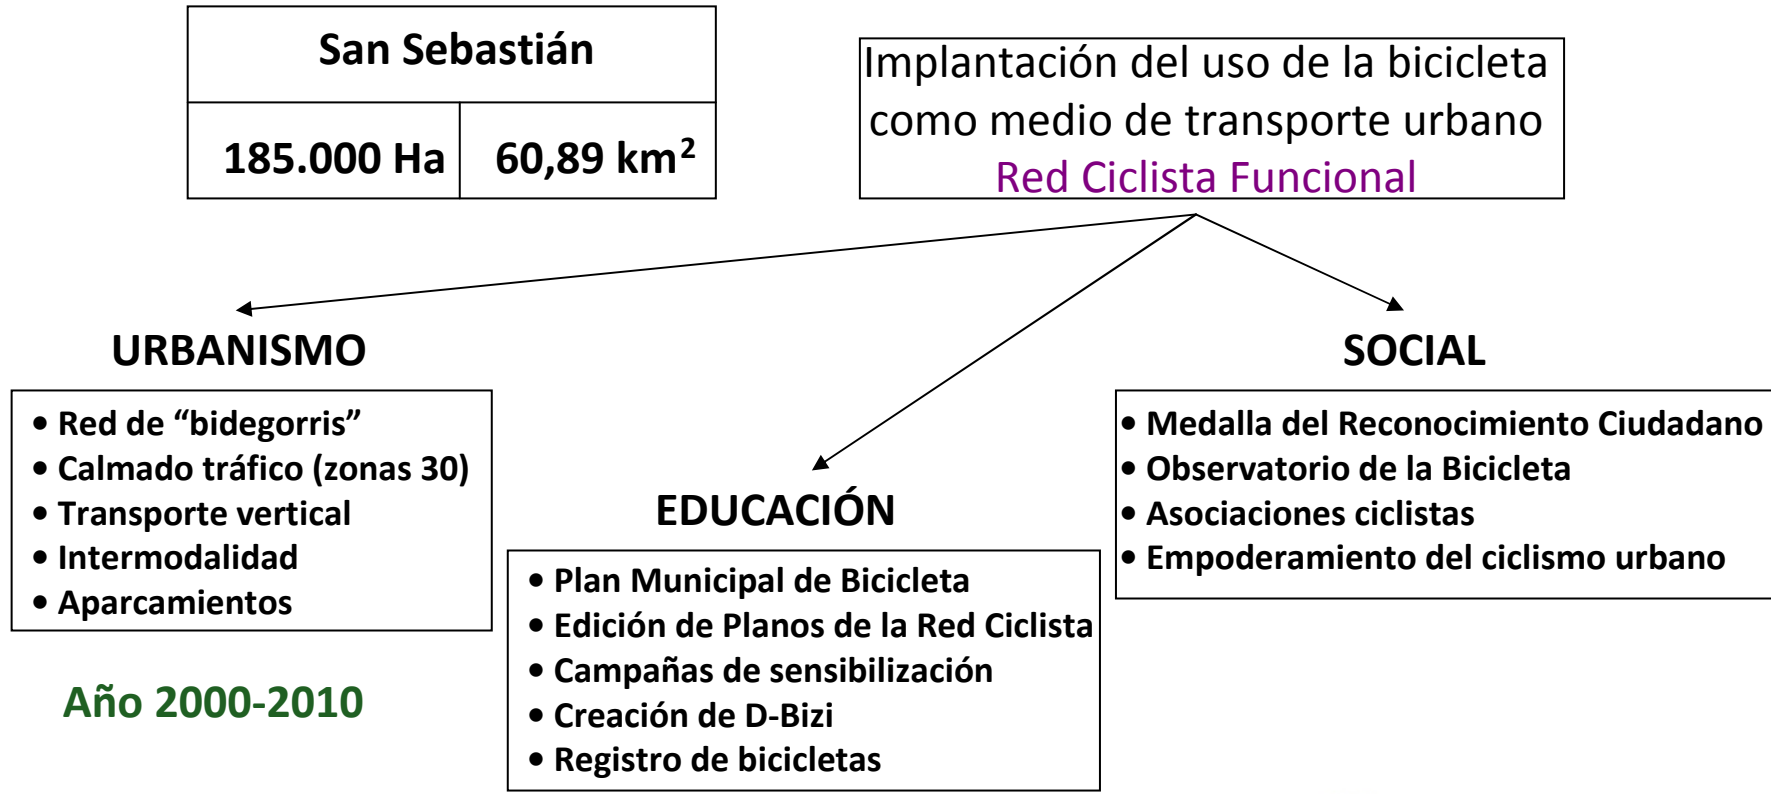 San Sebastián
185.000 Ha
60,89 km²
Implantación del uso de la bicicleta
como medio de transporte urbano
Red Ciclista Funcional
URBANISMO
• Red de “bidegorris”
• Calmado tráfico (zonas 30)
• Transporte vertical
• Intermodalidad
• Aparcamientos
EDUCACIÓN
• Plan Municipal de Bicicleta
• Edición de Planos de la Red Ciclista
• Campañas de sensibilización
• Creación de D-Bizi
• Registro de bicicletas
SOCIAL
• Medalla del Reconocimiento Ciudadano
• Observatorio de la Bicicleta
• Asociaciones ciclistas
• Empoderamiento del ciclismo urbano
Año 2000-2010